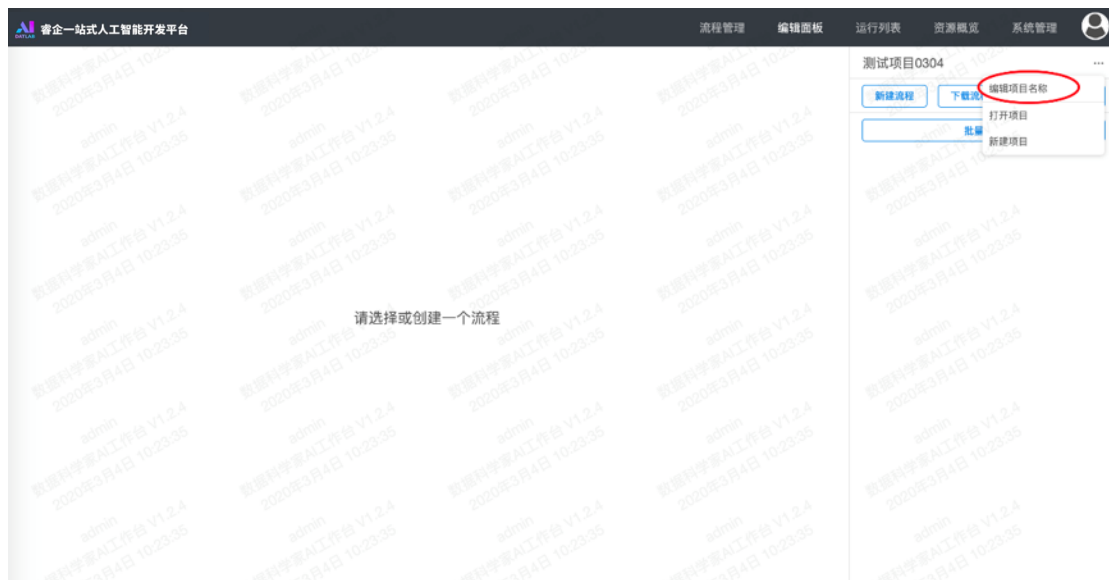 AI 睿企一站式人工智能开发平台
DATLAB
流程管理 编辑面板 运行列表 资源概览 系统管理
测试项目0304 ...
新建流程 下载流
编辑项目名称
打开项目
批量
新建项目
请选择或创建一个流程
admin
数据科学家AI工作台 V1.2.4
2020年3月4日 10:23:35